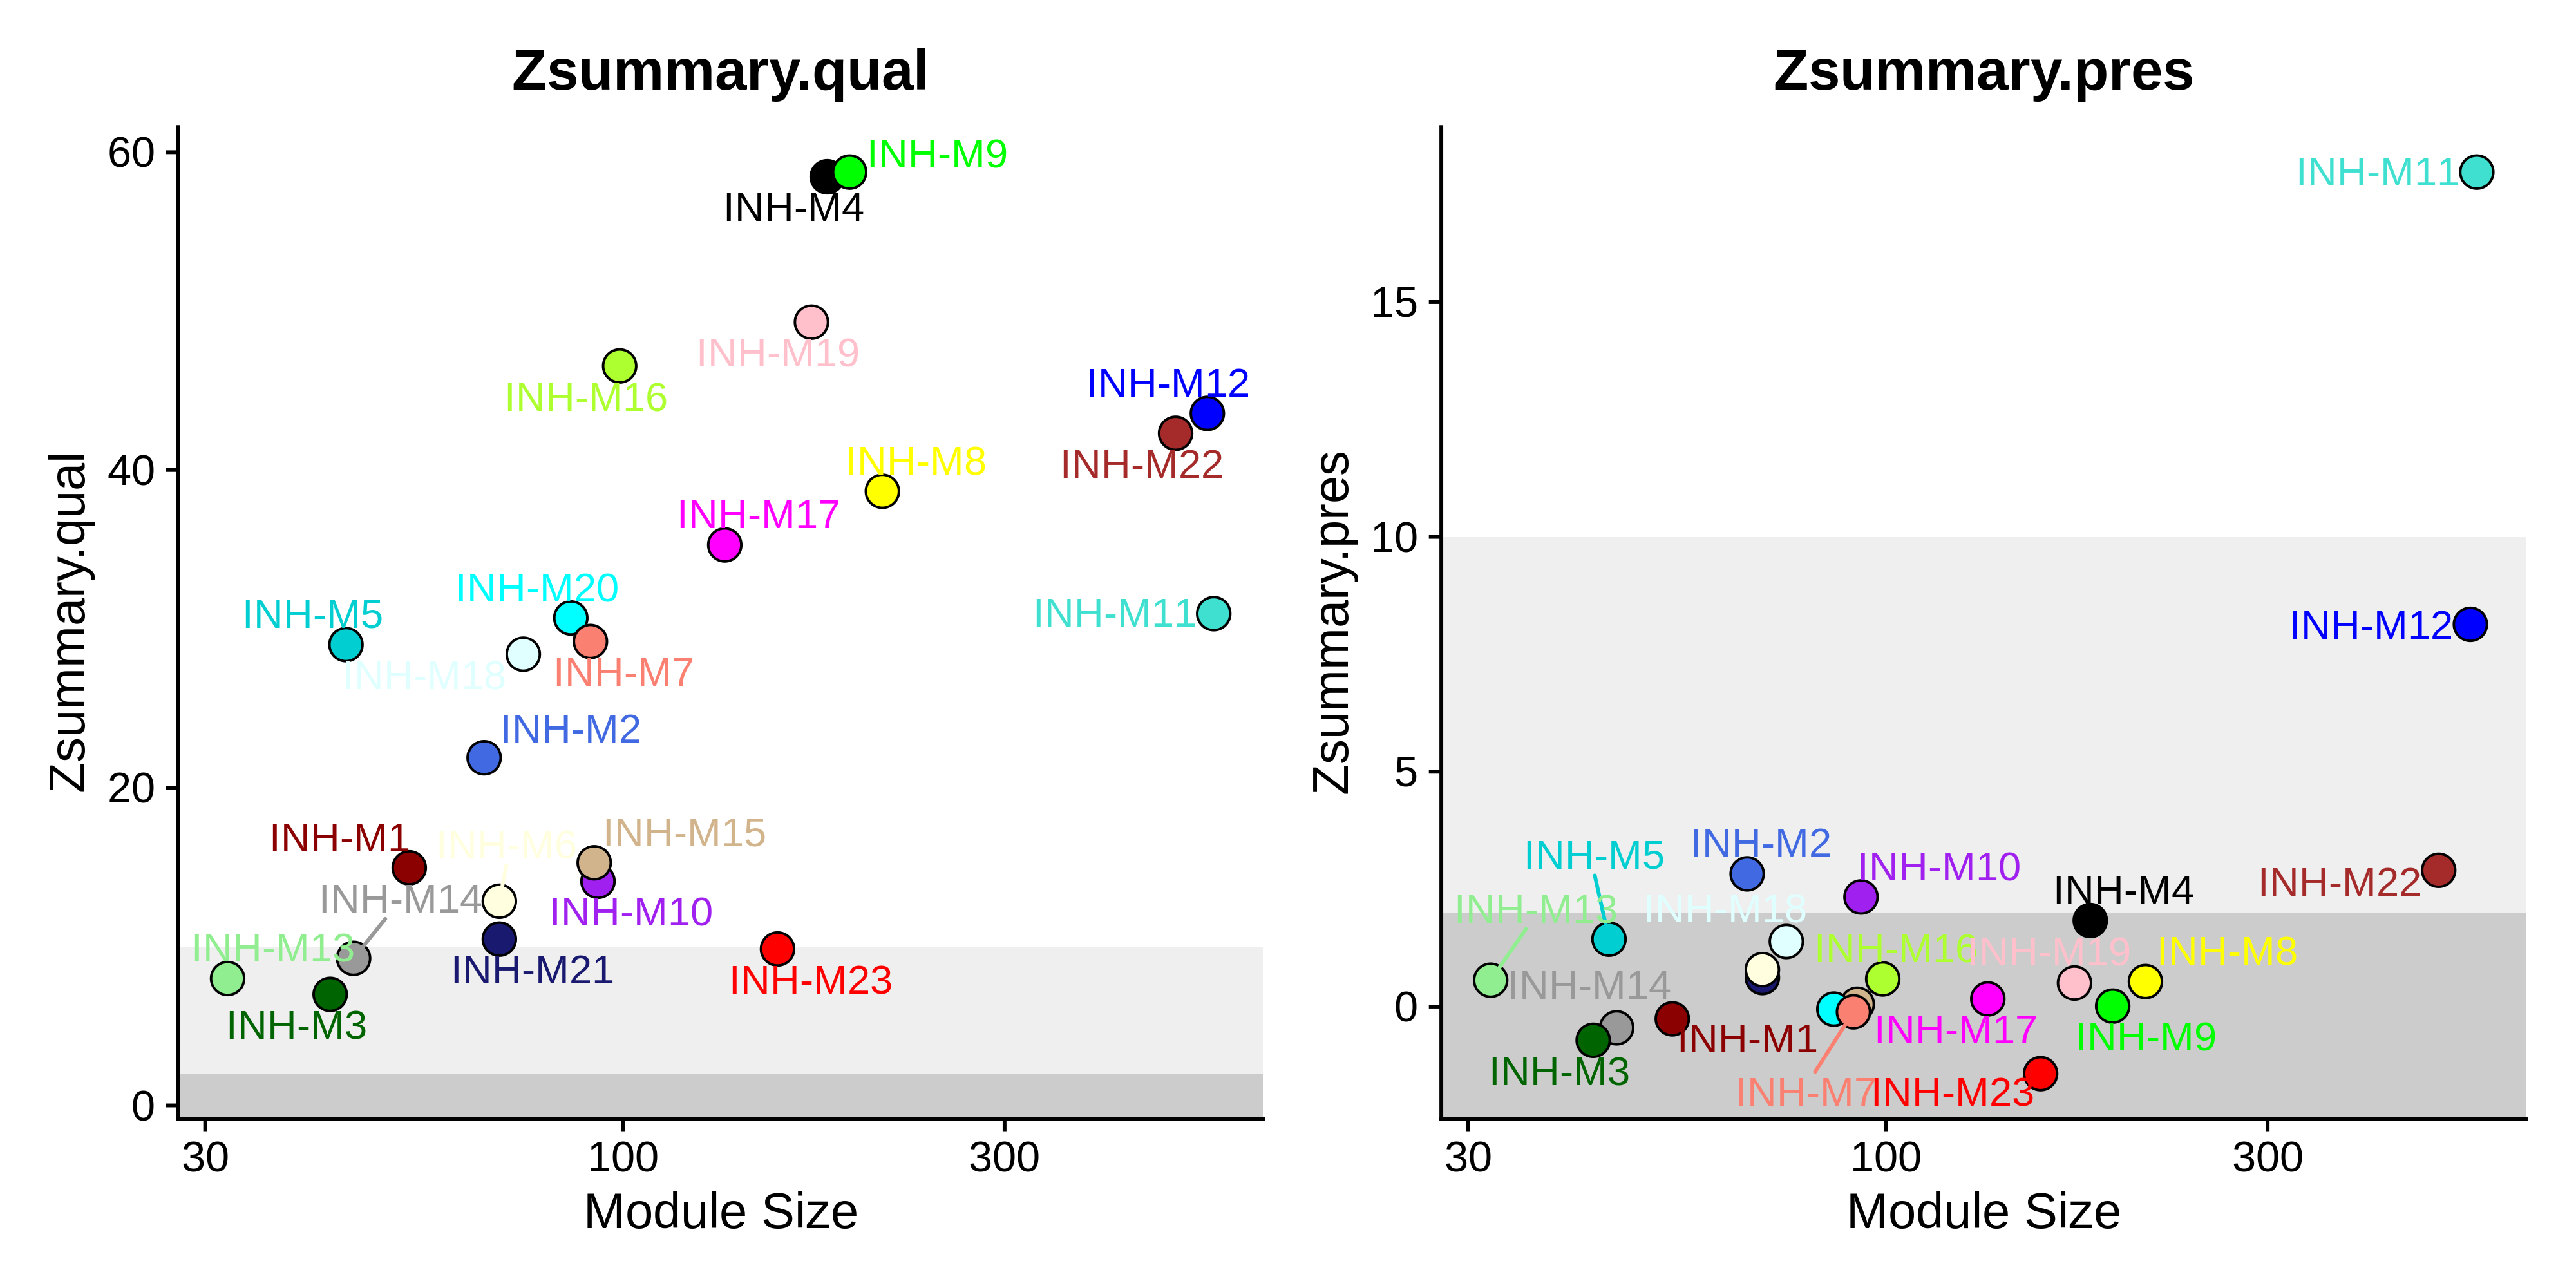 Zsummary.qual
Zsummary.qual
60
40
20
0
INH-M9
INH-M4
INH-M19
INH-M16
INH-M12
INH-M22
INH-M8
INH-M17
INH-M20
INH-M5
INH-M11
INH-M18
INH-M7
INH-M2
INH-M1
INH-M6
INH-M15
INH-M14
INH-M10
INH-M13
INH-M21
INH-M23
INH-M3
30
100
300
Module Size
Zsummary.pres
Zsummary.pres
15
10
5
0
INH-M11
INH-M12
INH-M5
INH-M2
INH-M10
INH-M4
INH-M22
INH-M13
INH-M18
INH-M16
INH-M19
INH-M8
INH-M14
INH-M1
INH-M17
INH-M9
INH-M3
INH-M7
INH-M23
30
100
300
Module Size